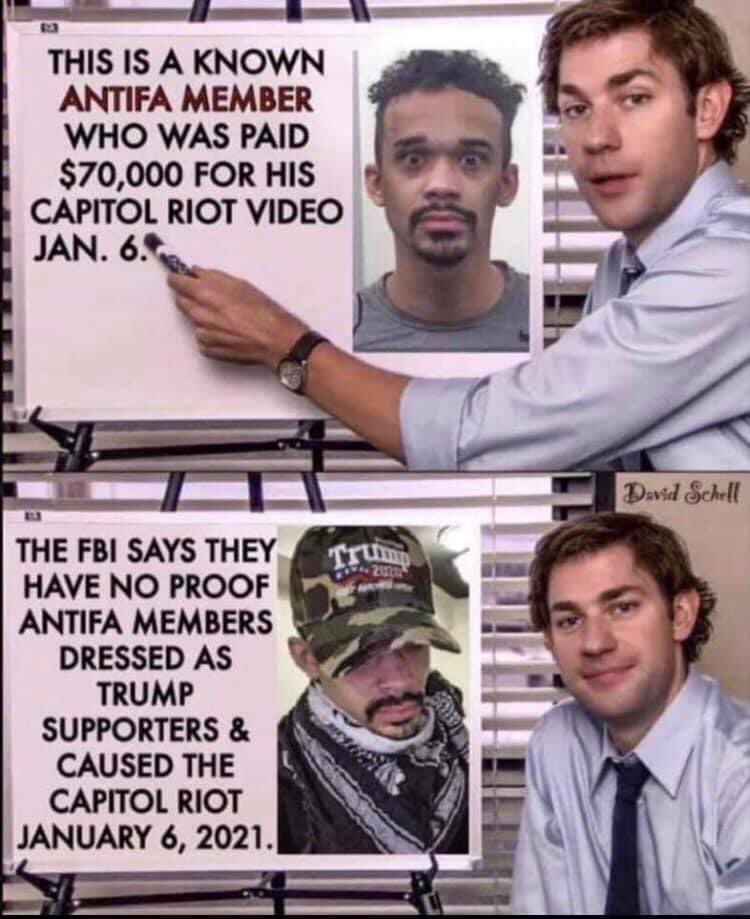 THIS IS A KNOWN
ANTIFA MEMBER
WHO WAS PAID
$70,000 FOR HIS
CAPITOL RIOT VIDEO
JAN. 6.
David Schell
THE FBI SAYS THEY
HAVE NO PROOF
ANTIFA MEMBERS
DRESSED AS
TRUMP
SUPPORTERS &
CAUSED THE
CAPITOL RIOT
JANUARY 6, 2021.
Trump
2020